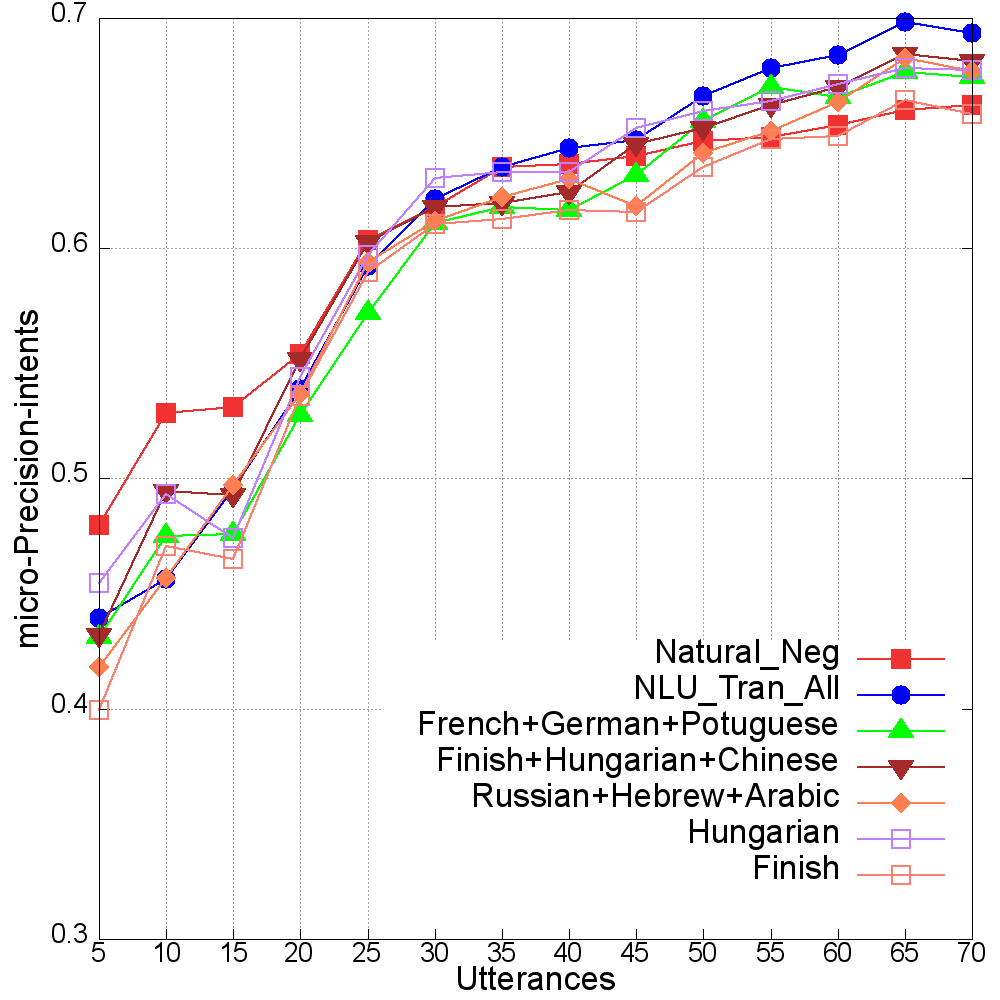 0.7
0.6
0.5
0.4
0.3
micro-Precision-intents
Natural_Neg
NLU_Tran_All
French+German+Potuguese
Finish+Hungarian+Chinese
Russian+Hebrew+Arabic
Hungarian
Finish
5 10 15 20 25 30 35 40 45 50 55 60 65 70
Utterances